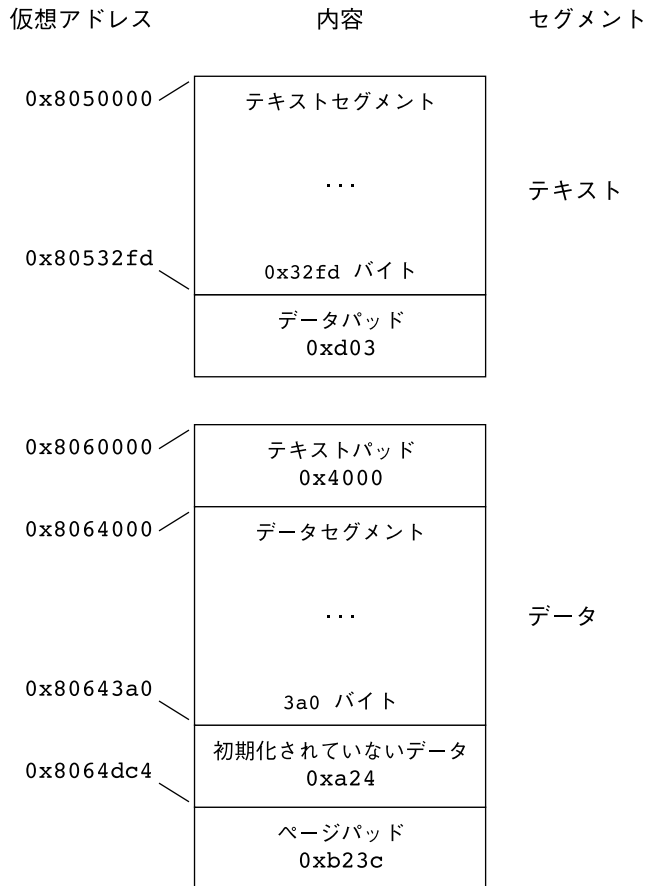 仮想アドレス 内容 セグメント
0x8050000
テキストセグメント
...
テキスト
0x80532fd
0x32fd バイト
データパッド
0xd03
0x8060000
テキストパッド
0x4000
0x8064000
データセグメント
...
データ
0x80643a0
3a0 バイト
初期化されていないデータ
0xa24
0x8064dc4
ページパッド
0xb23c